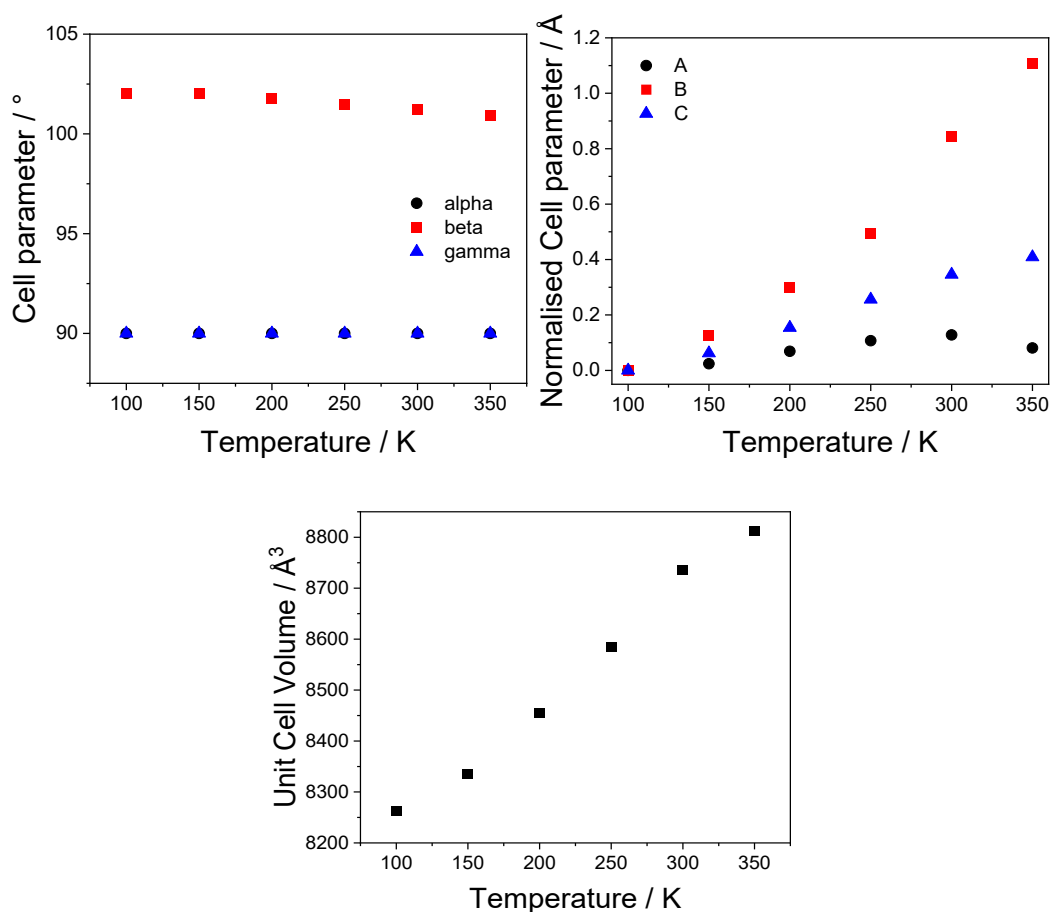 105
100
95
90
Cell parameter / °
alpha
beta
gamma
100 150 200 250 300 350
Temperature / K
1.2
1.0
0.8
0.6
0.4
0.2
0.0
Normalised Cell parameter / Å
A
B
C
100 150 200 250 300 350
Temperature / K
8800
8700
8600
8500
8400
8300
8200
Unit Cell Volume / Å³
100 150 200 250 300 350
Temperature / K